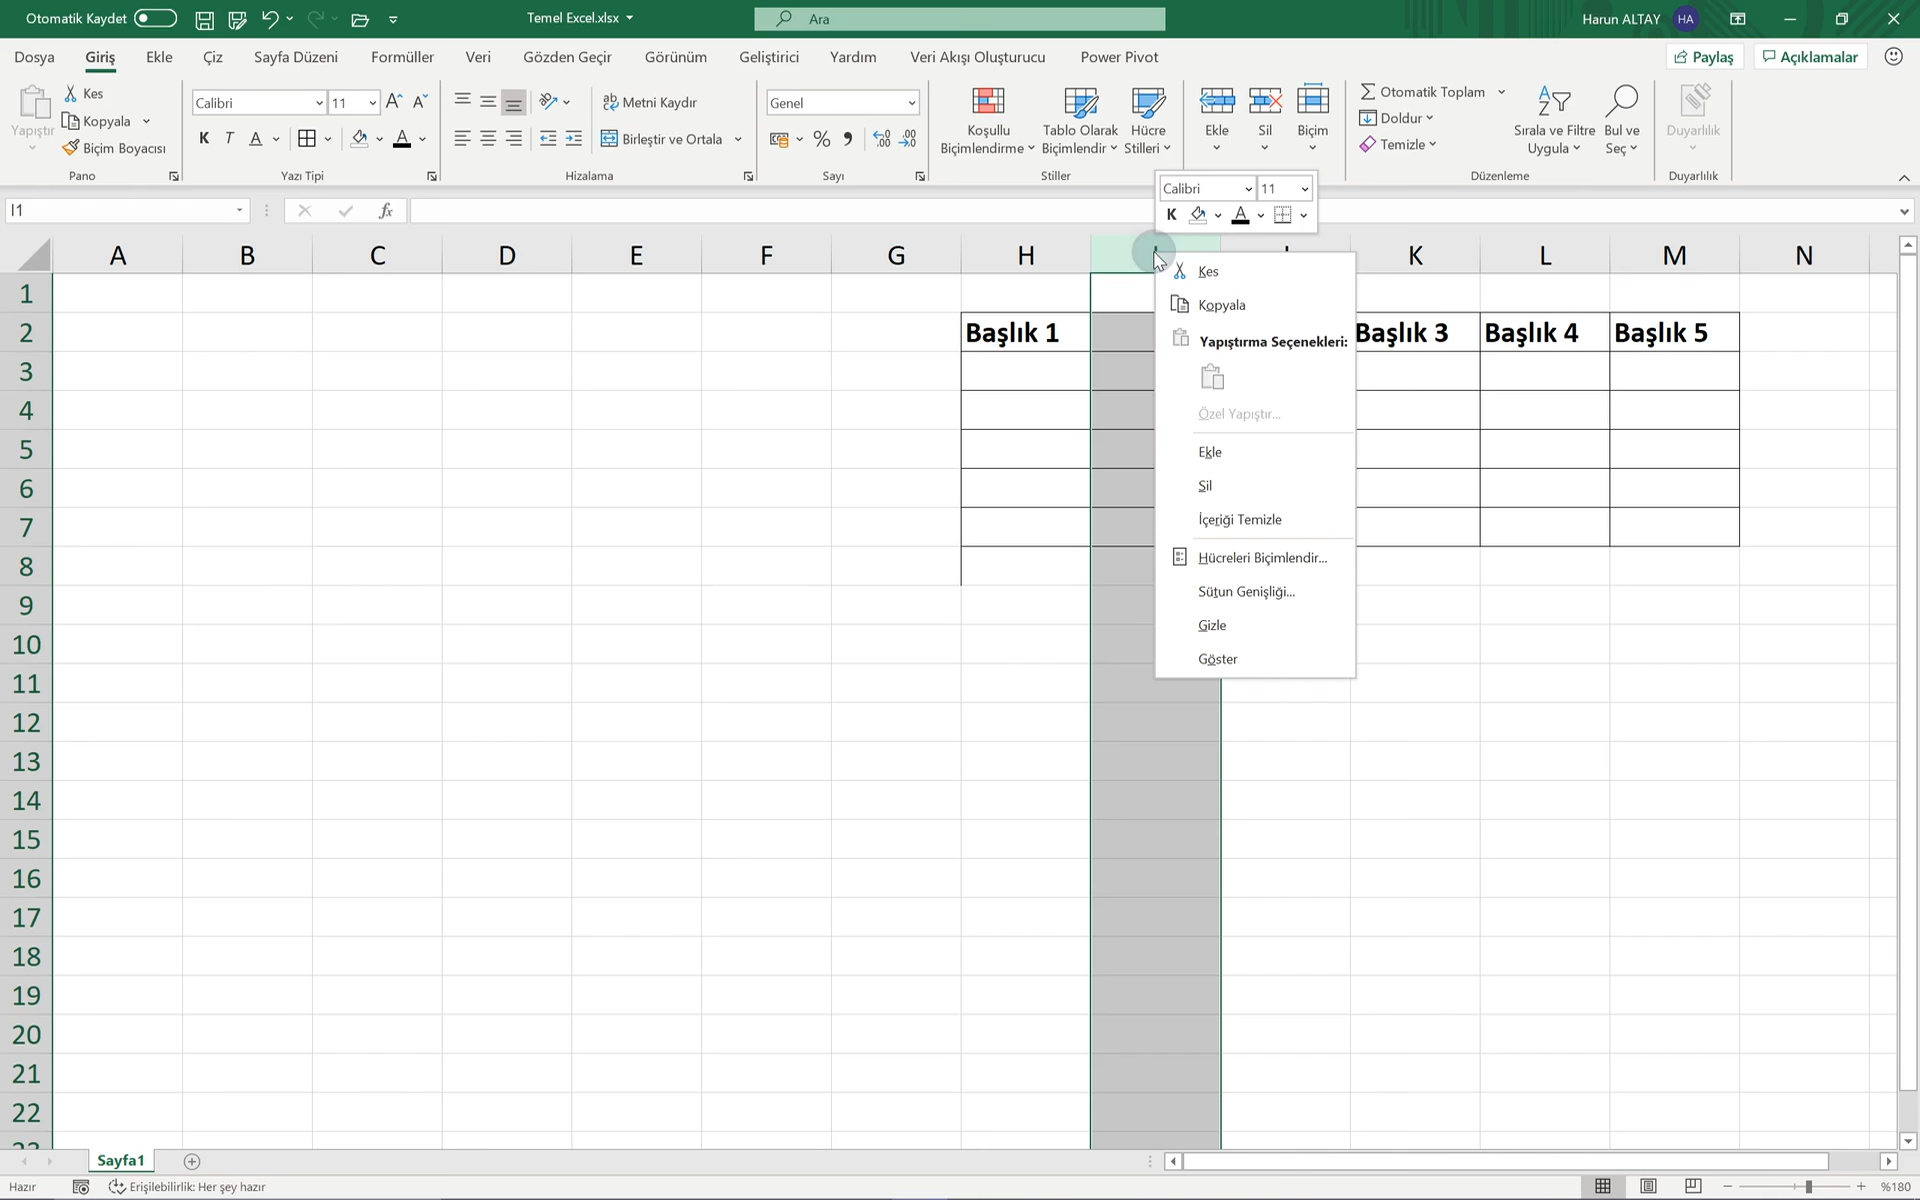 Otomatik Kaydet
Temel Excel.xlsx
Ara
Harun ALTAY
HA
Dosya Giriş Ekle Çiz Sayfa Düzeni Formüller Veri Gözden Geçir Görünüm Geliştirici Yardım Veri Akışı Oluşturucu Power Pivot
Paylaş
Açıklamalar
Yapıştır
Kes
Kopyala
Biçim Boyacısı
Pano
Calibri 11
K T A A
Yazı Tipi
Metni Kaydır
Birleştir ve Ortala
Hizalama
Genel
%
Sayı
Koşullu
Biçimlendirme
Tablo Olarak
Biçimlendir
Hücre
Stilleri
Stiller
Ekle
Sil
Biçim
Otomatik Toplam
Doldur
Temizle
Sırala ve Filtre
Uygula
Bul ve
Seç
Düzenleme
Duyarlılık
Duyarlılık
I1
fx
Calibri 11
K A
A B C D E F G H K L M N
1
2 Başlık 1 Başlık 3 Başlık 4 Başlık 5
3
4
5
6
7
8
9
10
11
12
13
14
15
16
17
18
19
20
21
22
Kes
Kopyala
Yapıştırma Seçenekleri:
Özel Yapıştır...
Ekle
Sil
İçeriği Temizle
Hücreleri Biçimlendir...
Sütun Genişliği...
Gizle
Göster
Sayfa1
Hazır
Erişilebilirlik: Her şey hazır
%180